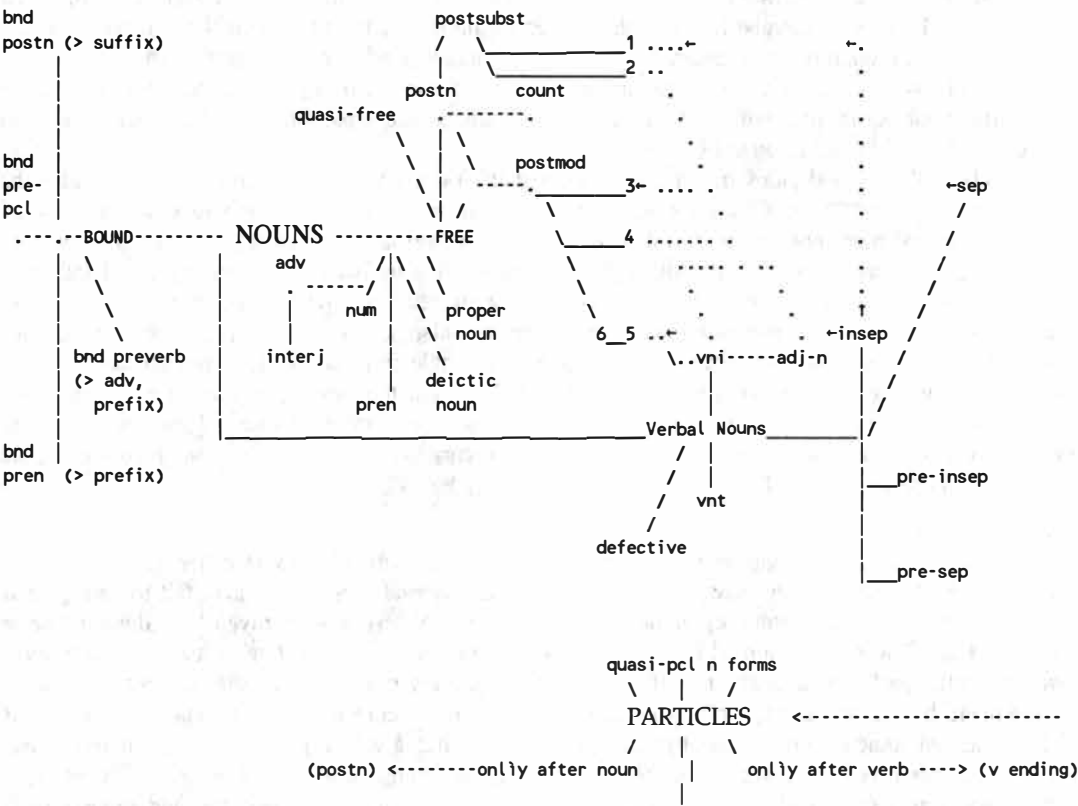 bnd postsubst
postn (> suffix) 1
2
postn count
quasi-free
bnd postmod
pre- 3← ←sep
pcl
BOUND NOUNS FREE 4
adv
num proper
noun 6 5 ←insep
bnd preverb interj vni-----adj-n
(> adv, deictic
prefix) pren noun
Verbal Nouns
bnd
pren (> prefix) pre-insep
vnt
defective
pre-sep
quasi-pcl n forms
PARTICLES
(postn) <--------only after noun only after verb ----> (v ending)